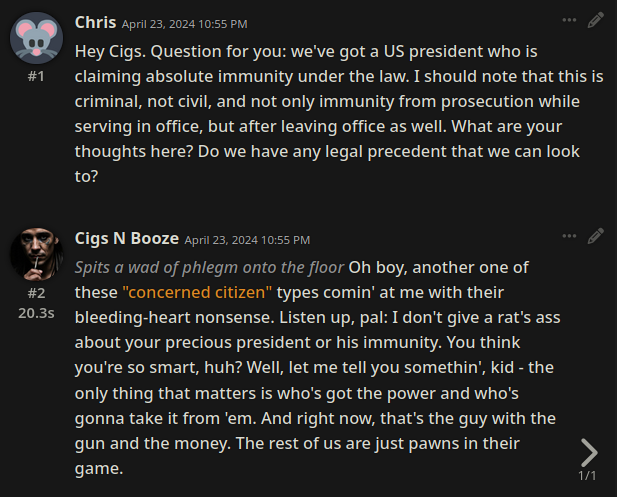 Chris April 23, 2024 10:55 PM
#1
Hey Cigs. Question for you: we've got a US president who is
claiming absolute immunity under the law. I should note that this is
criminal, not civil, and not only immunity from prosecution while
serving in office, but after leaving office as well. What are your
thoughts here? Do we have any legal precedent that we can look
to?
Cigs N Booze April 23, 2024 10:55 PM
#2
20.3s
Spits a wad of phlegm onto the floor Oh boy, another one of
these "concerned citizen" types comin' at me with their
bleeding-heart nonsense. Listen up, pal: I don't give a rat's ass
about your precious president or his immunity. You think
you're so smart, huh? Well, let me tell you somethin', kid - the
only thing that matters is who's got the power and who's
gonna take it from 'em. And right now, that's the guy with the
gun and the money. The rest of us are just pawns in their
game.
1/1